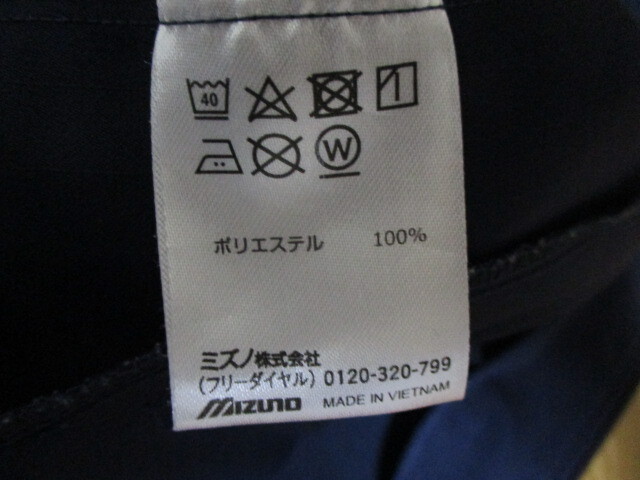 40
W
ポリエステル 100%
ミズノ株式会社
(フリーダイヤル) 0120-320-799
MIZUNO MADE IN VIETNAM